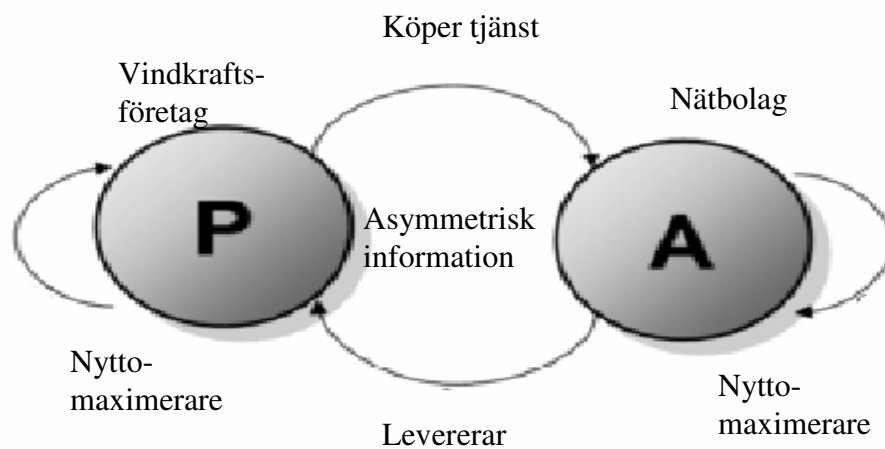 Köper tjänst
Vindkrafts-
företag
Nätbolag
P
Asymmetrisk
information
A
Nytto-
maximerare
Nytto-
maximerare
Levererar